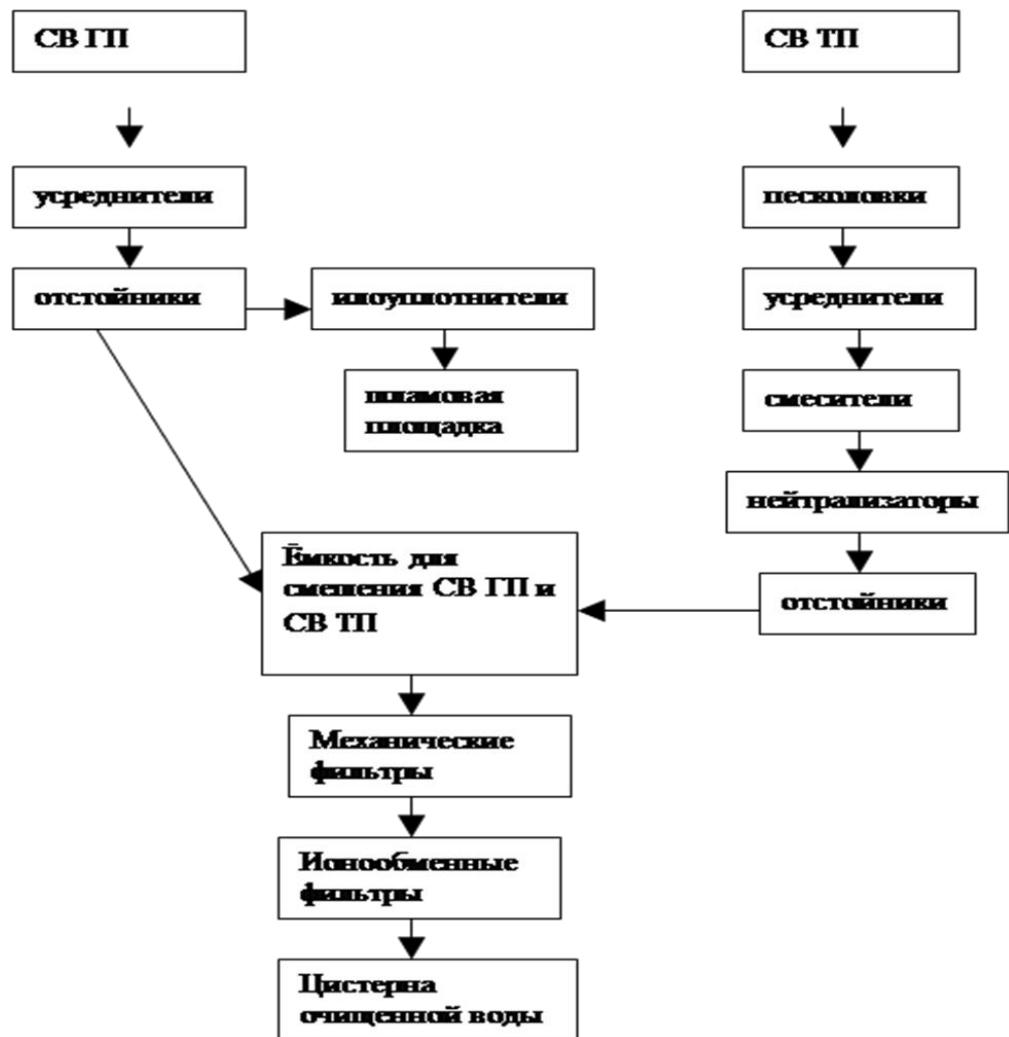 СВ ГП
СВ ТП
усреднители
песколовки
отстойники
илоуплотнители
усреднители
шламовая
площадка
смесители
нейтрализаторы
Ёмкость для
смешения СВ ГП и
СВ ТП
отстойники
Механические
фильтры
Ионообменные
фильтры
Цистерна
очищенной воды